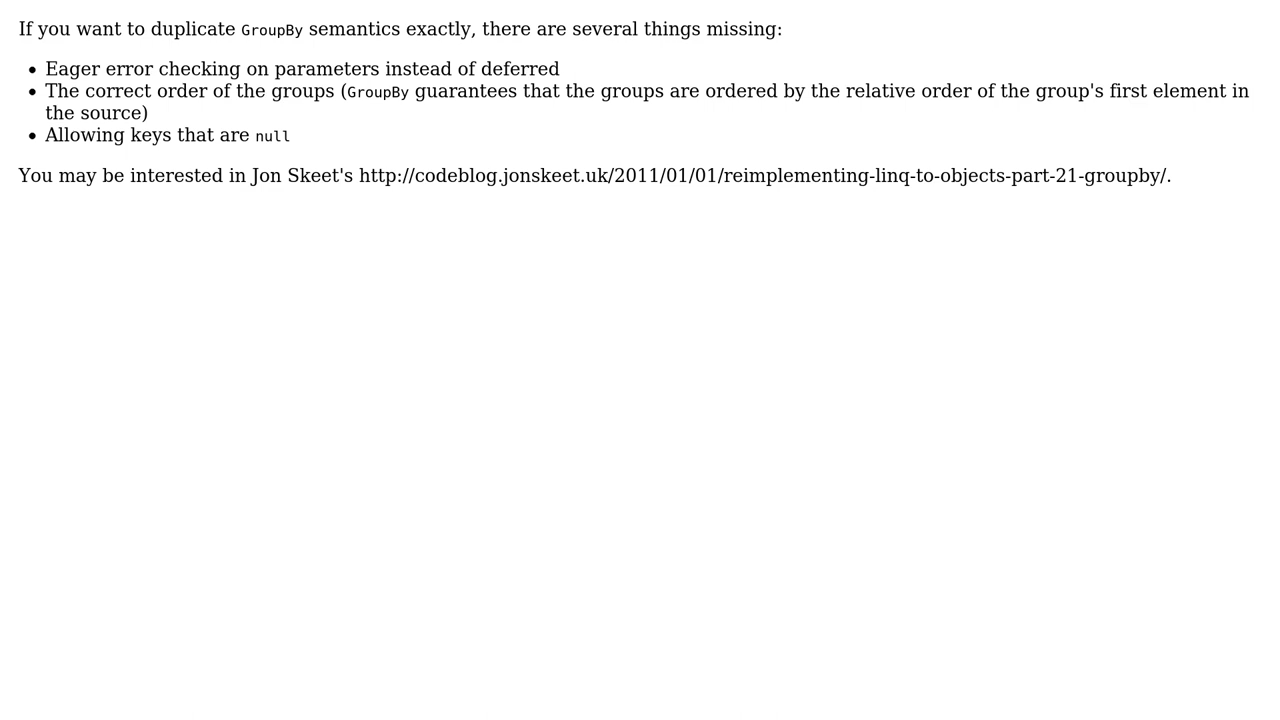 If you want to duplicate GroupBy semantics exactly, there are several things missing:
• Eager error checking on parameters instead of deferred
• The correct order of the groups (GroupBy guarantees that the groups are ordered by the relative order of the group's first element in
the source)
• Allowing keys that are null
You may be interested in Jon Skeet's http://codeblog.jonskeet.uk/2011/01/01/reimplementing-linq-to-objects-part-21-groupby/.